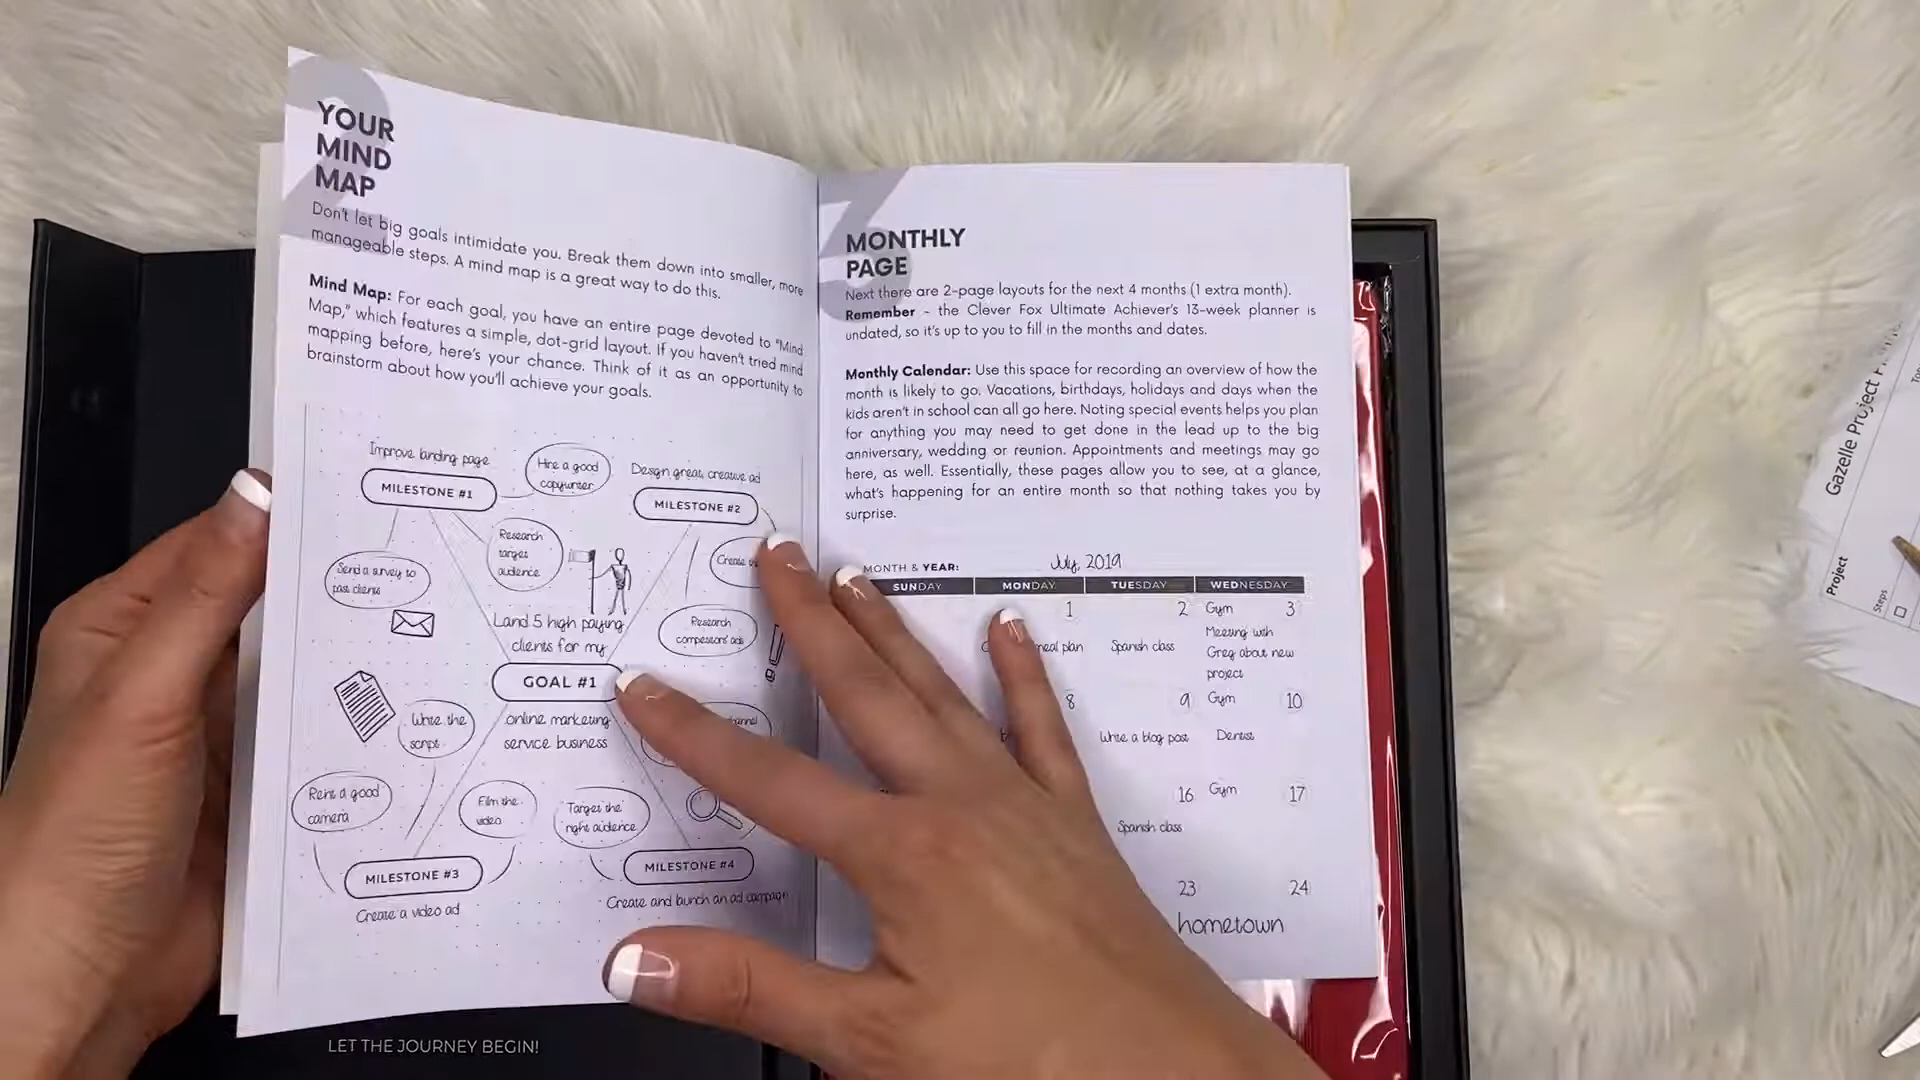 2
YOUR
MIND
MAP
Don't let big goals intimidate you. Break them down into smaller, more
manageable steps. A mind map is a great way to do this.
Mind Map: For each goal, you have an entire page devoted to "Mind
Map," which features a simple, dot-grid layout. If you haven't tried mind
mapping before, here's your chance. Think of it as an opportunity to
brainstorm about how you'll achieve your goals.
Improve landing page
MILESTONE #1
Hire a good
copywriter
Design great, creative ad
MILESTONE #2
Research
target
audience
Send a survey to
past clients
Create
Research
competitors' ads
Land 5 high paying
clients for my
GOAL #1
online marketing
service business
Write the
script
Rent a good
camera
Film the
video
Target the
right audience
MILESTONE #3
Create a video ad
MILESTONE #4
Create and launch an ad campaign
LET THE JOURNEY BEGIN!
3
MONTHLY
PAGE
Next there are 2-page layouts for the next 4 months (1 extra month).
Remember - the Clever Fox Ultimate Achiever's 13-week planner is
undated, so it's up to you to fill in the months and dates.
Monthly Calendar: Use this space for recording an overview of how the
month is likely to go. Vacations, birthdays, holidays and days when the
kids aren't in school can all go here. Noting special events helps you plan
for anything you may need to get done in the lead up to the big
anniversary, wedding or reunion. Appointments and meetings may go
here, as well. Essentially, these pages allow you to see, at a glance,
what's happening for an entire month so that nothing takes you by
surprise.
MONTH & YEAR: July, 2019
SUNDAY MONDAY TUESDAY WEDNESDAY
1 2 Gym 3
meal plan Spanish class Meeting with
Greg about new
project
8 9 Gym 10
Write a blog post Dentist
16 Gym 17
Spanish class
23 24
hometown
Gazelle Project
Project
Steps